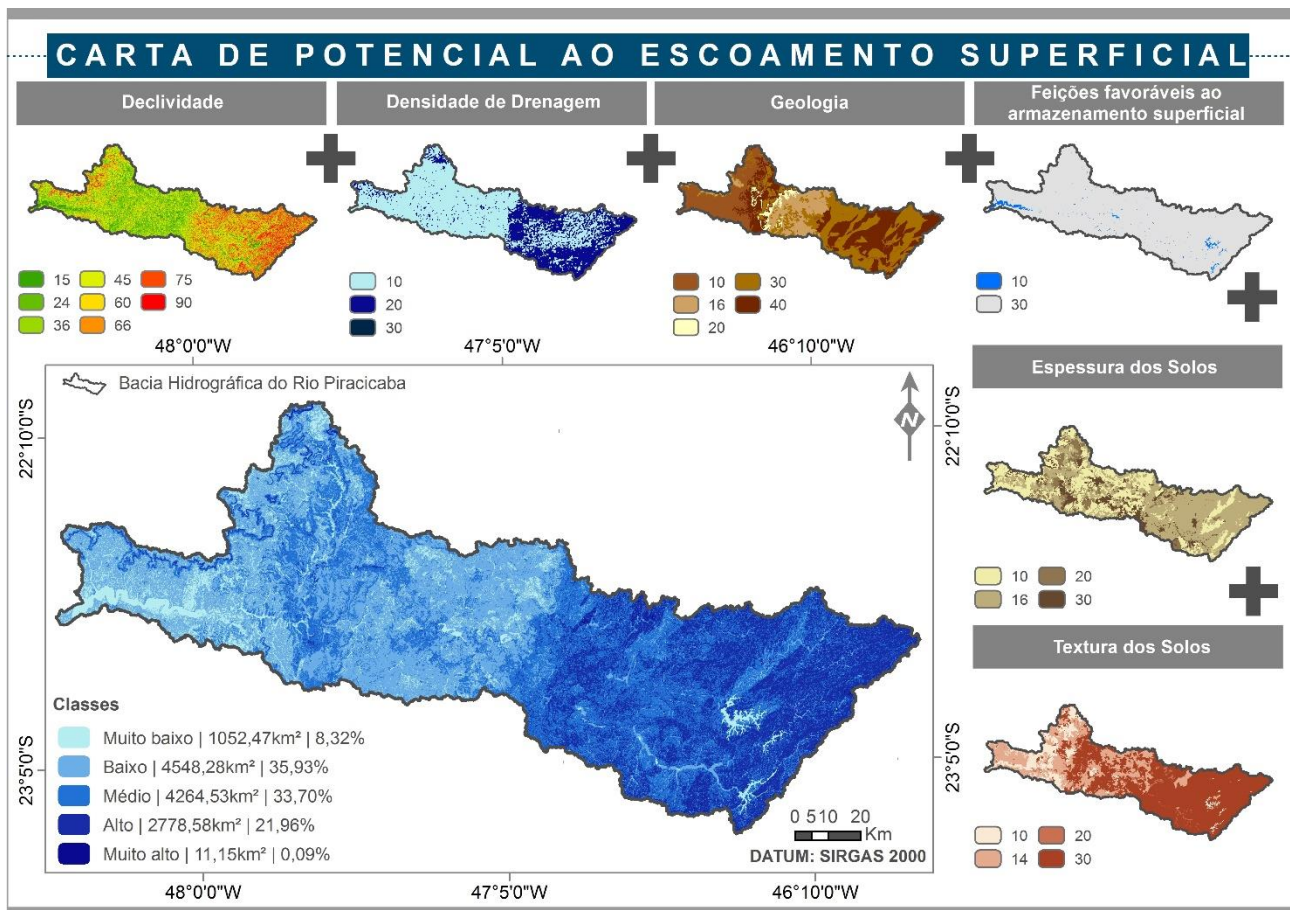 CARTA DE POTENCIAL AO ESCOAMENTO SUPERFICIAL
Declividade
Densidade de Drenagem
Geologia
Feições favoráveis ao
armazenamento superficial
15
24
36
45
60
66
75
90
10
20
30
10
16
20
30
40
10
30
48°0'0"W
47°5'0"W
46°10'0"W
Bacia Hidrográfica do Rio Piracicaba
N
22°10'0"S
23°5'0"S
22°10'0"S
23°5'0"S
Classes
Muito baixo | 1052,47km² | 8,32%
Baixo | 4548,28km² | 35,93%
Médio | 4264,53km² | 33,70%
Alto | 2778,58km² | 21,96%
Muito alto | 11,15km² | 0,09%
0 5 10 20
Km
DATUM: SIRGAS 2000
48°0'0"W
47°5'0"W
46°10'0"W
Espessura dos Solos
10
16
20
30
Textura dos Solos
10
14
20
30